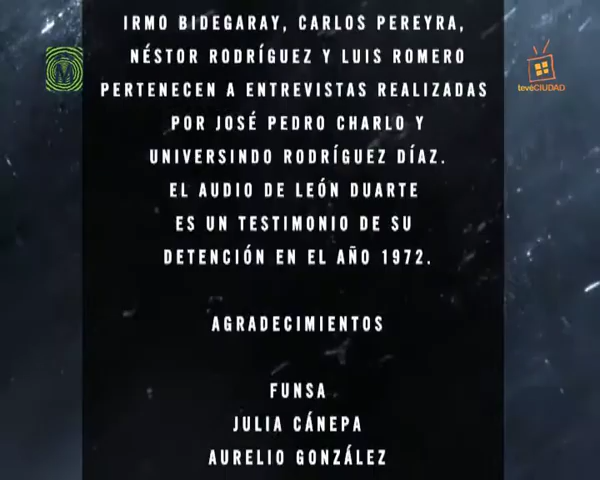 IRMO BIDEGARAY, CARLOS PEREYRA,
NÉSTOR RODRÍGUEZ Y LUIS ROMERO
PERTENECEN A ENTREVISTAS REALIZADAS
POR JOSÉ PEDRO CHARLO Y
UNIVERSINDO RODRÍGUEZ DÍAZ.
EL AUDIO DE LEÓN DUARTE
ES UN TESTIMONIO DE SU
DETENCIÓN EN EL AÑO 1972.
AGRADECIMIENTOS
FUNSA
JULIA CÁNEPA
AURELIO GONZÁLEZ
M
tevéCIUDAD